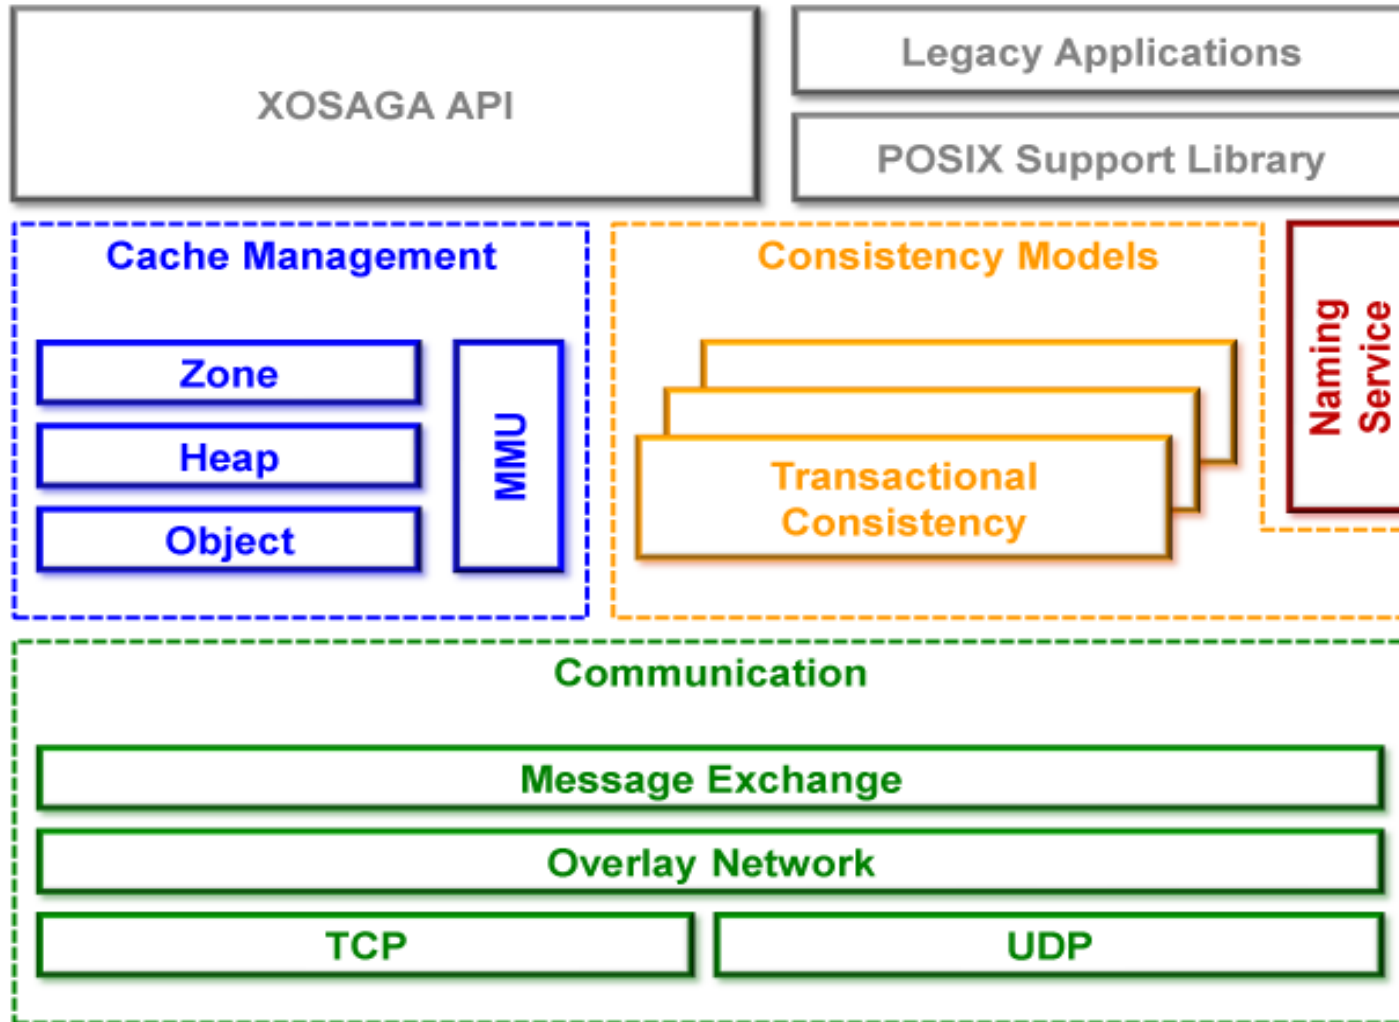 XOSAGA API
Legacy Applications
POSIX Support Library
Cache Management
Zone
Heap
Object
MMU
Consistency Models
Transactional
Consistency
Naming
Service
Communication
Message Exchange
Overlay Network
TCP
UDP